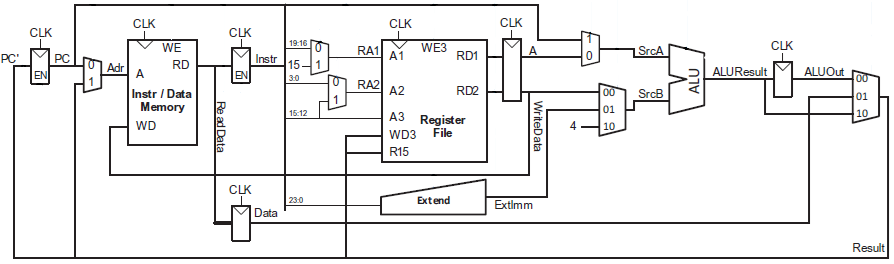 CLK CLK CLK CLK CLK CLK
PC' PC EN
0 1 Adr
WE A RD Instr / Data Memory WD
EN Instr
ReadData
19:16 15 0 1 RA1
3:0 0 1 RA2
15:12
WE3 A1 RD1 A2 RD2 A3 Register File WD3 R15
A
WriteData
1 0 SrcA
00 01 10 SrcB
4
ALU
ALUResult
ALUOut
00 01 10
23:0 Extend ExtImm
CLK
Data
Result